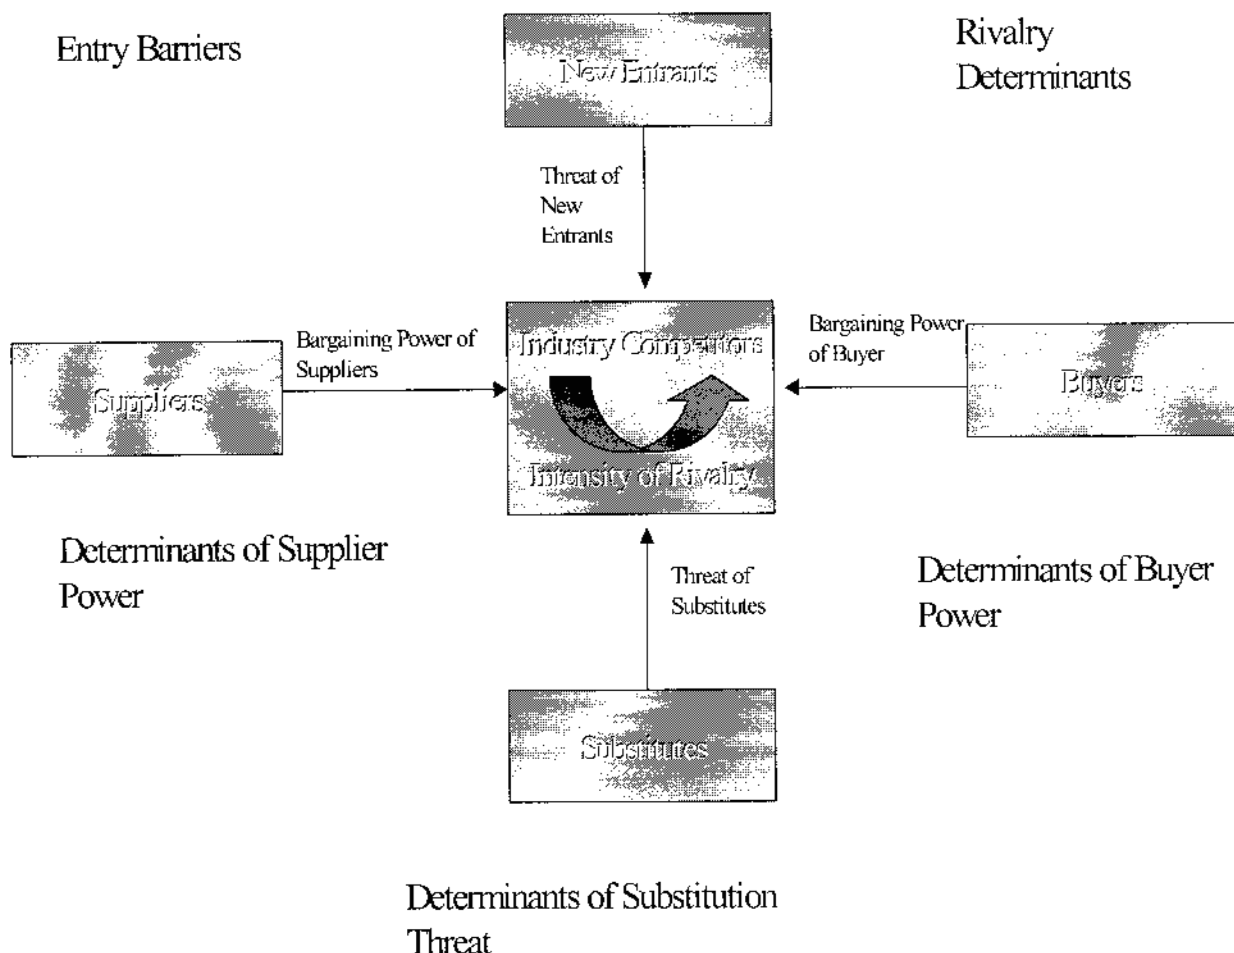 Entry Barriers
New Entrants
Rivalry
Determinants
Threat of
New
Entrants
Bargaining Power of
Suppliers
Suppliers
Industry Competitors
Intensity of Rivalry
Bargaining Power
of Buyer
Buyers
Determinants of Supplier
Power
Threat of
Substitutes
Determinants of Buyer
Power
Substitutes
Determinants of Substitution
Threat